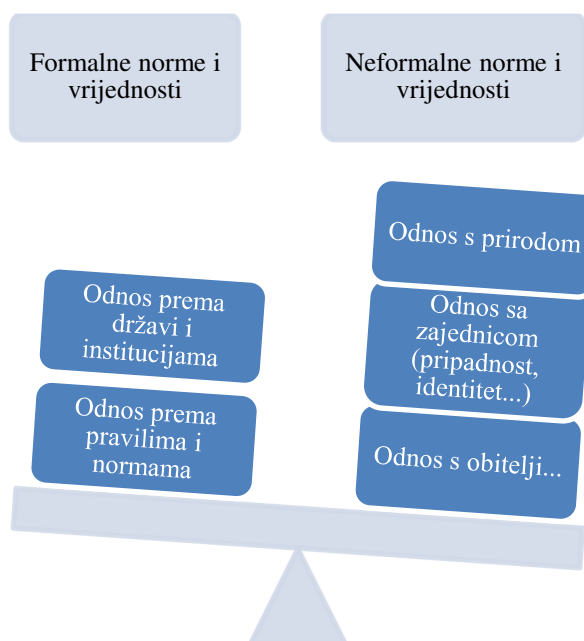 Formalne norme i
vrijednosti
Neformalne norme i
vrijednosti
Odnos prema
državi i
institucijama
Odnos prema
pravilima i
normama
Odnos s prirodom
Odnos sa
zajednicom
(pripadnost,
identitet...)
Odnos s obitelji...